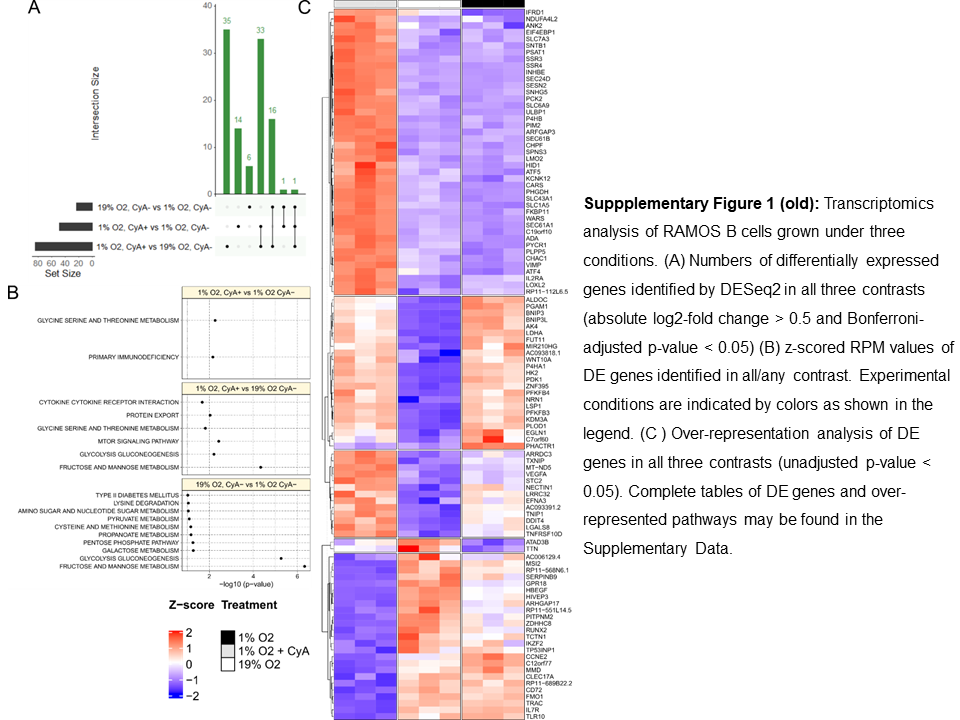 A
Intersection Size
40
30
20
10
0
35
14
6
33
16
1
1
19% O2, CyA- vs 1% O2, CyA-
1% O2, CyA+ vs 1% O2, CyA-
1% O2, CyA+ vs 19% O2, CyA-
80 60 40 20 0
Set Size
B
1% O2, CyA+ vs 1% O2 CyA−
GLYCINE SERINE AND THREONINE METABOLISM
PRIMARY IMMUNODEFICIENCY
1% O2, CyA+ vs 19% O2 CyA−
CYTOKINE CYTOKINE RECEPTOR INTERACTION
PROTEIN EXPORT
GLYCINE SERINE AND THREONINE METABOLISM
MTOR SIGNALING PATHWAY
GLYCOLYSIS GLUCONEOGENESIS
FRUCTOSE AND MANNOSE METABOLISM
19% O2, CyA− vs 1% O2 CyA−
TYPE II DIABETES MELLITUS
LYSINE DEGRADATION
AMINO SUGAR AND NUCLEOTIDE SUGAR METABOLISM
PYRUVATE METABOLISM
CYSTEINE AND METHIONINE METABOLISM
PROPANOATE METABOLISM
PENTOSE PHOSPHATE PATHWAY
GALACTOSE METABOLISM
GLYCOLYSIS GLUCONEOGENESIS
FRUCTOSE AND MANNOSE METABOLISM
2 4 6
−log10 (p−value)
Z−score Treatment
2
1
0
−1
−2
1% O2
1% O2 + CyA
19% O2
C
IFRD1
NDUFA4L2
ANK2
EIF4EBP1
SLC7A3
SNTB1
PSAT1
SSR3
SSR4
INHBE
SEC24D
SESN2
SNHG5
PCK2
SLC6A9
ULBP1
P4HB
PIM2
ARFGAP3
SEC61B
CHPF
SPNS3
LMO2
HID1
ATF5
KCNK12
CARS
PHGDH
SLC43A1
SLC1A5
FKBP11
WARS
SEC61A1
C19orf10
ADA
PYCR1
PLPP5
CHAC1
VIMP
ATF4
IL2RA
LOXL2
RP11−112L6.5
ALDOC
PGAM1
BNIP3
BNIP3L
AK4
LDHA
FUT11
MIR210HG
AC093818.1
WNT10A
P4HA1
HK2
PDK1
ZNF395
PFKFB4
NRN1
LSP1
PFKFB3
KDM3A
PLOD1
EGLN1
C7orf60
PHACTR1
ARRDC3
TXNIP
MT−ND5
VEGFA
STC2
NECTIN1
LRRC32
EFNA3
AC093391.2
TNIP1
DDIT4
LGALS8
TNFRSF10D
ATAD3B
TTN
AC006129.4
MSI2
RP11−568N6.1
SERPINB9
GPR18
HBEGF
HIVEP3
ARHGAP17
RP11−551L14.5
PITPNM2
ZDHHC8
RUNX2
TCTN1
IKZF2
TP53INP1
CCNE2
C12orf77
MMD
CLEC17A
RP11−689B22.2
CD72
FMO1
TRAC
IL7R
TLR10
Suppplementary Figure 1 (old): Transcriptomics
analysis of RAMOS B cells grown under three
conditions. (A) Numbers of differentially expressed
genes identified by DESeq2 in all three contrasts
(absolute log2-fold change > 0.5 and Bonferroni-
adjusted p-value < 0.05) (B) z-scored RPM values of
DE genes identified in all/any contrast. Experimental
conditions are indicated by colors as shown in the
legend. (C ) Over-representation analysis of DE
genes in all three contrasts (unadjusted p-value <
0.05). Complete tables of DE genes and over-
represented pathways may be found in the
Supplementary Data.